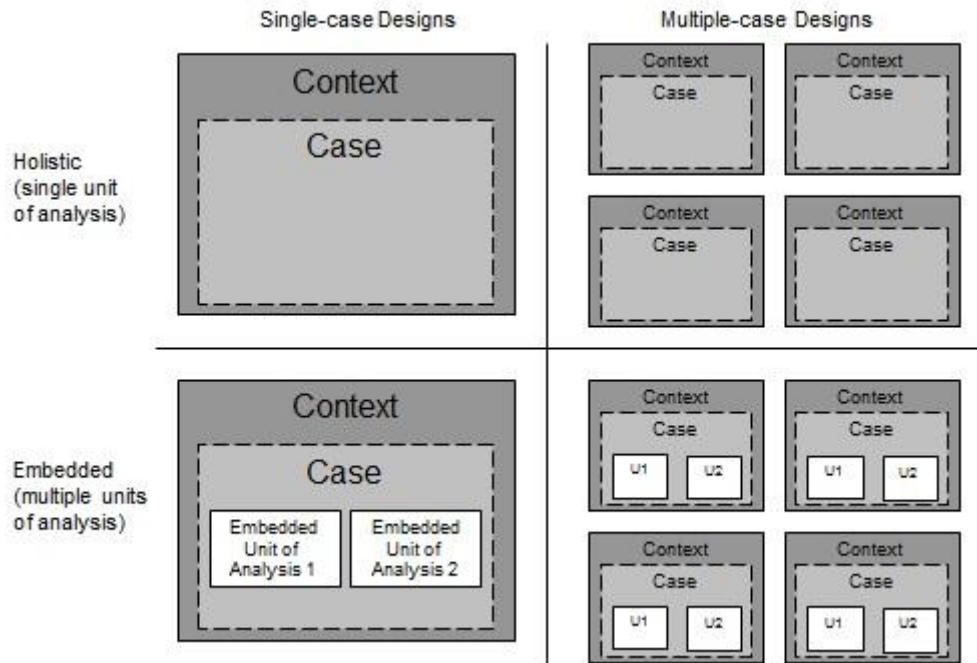 Single-case Designs
Multiple-case Designs
Holistic
(single unit
of analysis)
Context
Case
Context
Case
Context
Case
Context
Case
Context
Case
Embedded
(multiple units
of analysis)
Context
Case
Embedded
Unit of
Analysis 1
Embedded
Unit of
Analysis 2
Context
Case
U1
U2
Context
Case
U1
U2
Context
Case
U1
U2
Context
Case
U1
U2